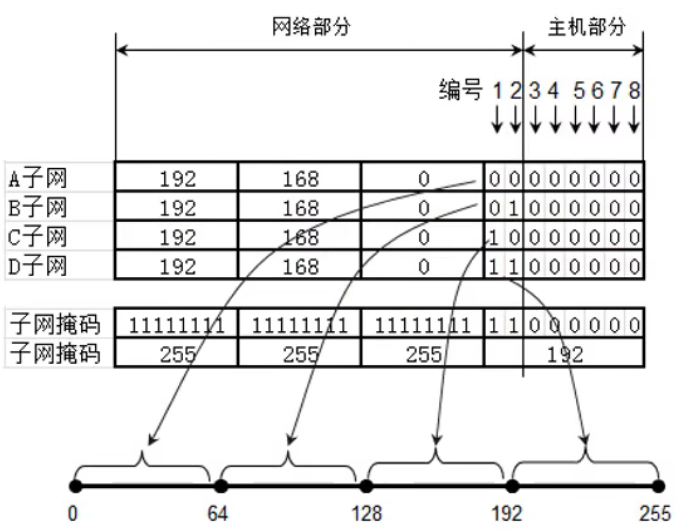 网络部分 主机部分
编号 1 2 3 4 5 6 7 8
A子网 192 168 0 0 0 0 0 0 0 0 0
B子网 192 168 0 0 1 0 0 0 0 0 0
C子网 192 168 0 1 0 0 0 0 0 0 0
D子网 192 168 0 1 1 0 0 0 0 0 0
子网掩码 11111111 11111111 11111111 1 1 0 0 0 0 0 0
子网掩码 255 255 255 192
0 64 128 192 255